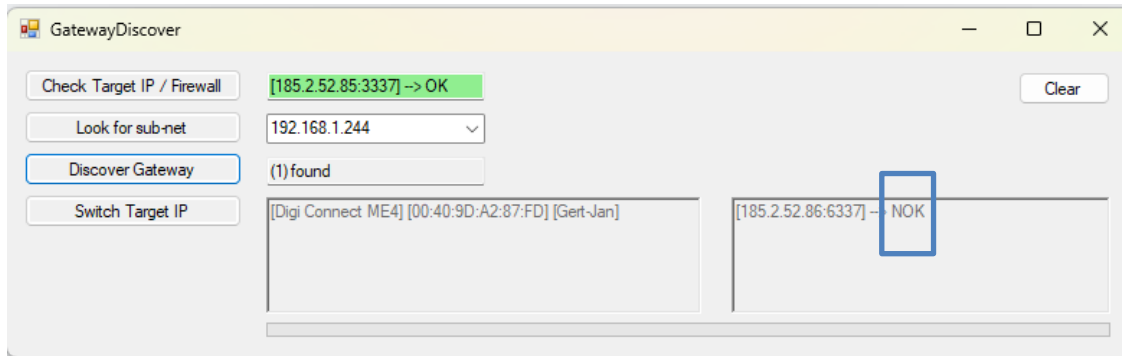 GatewayDiscover
Check Target IP / Firewall [185.2.52.85:3337] --> OK Clear
Look for sub-net 192.168.1.244
Discover Gateway (1) found
Switch Target IP [Digi Connect ME4] [00:40:9D:A2:87:FD] [Gert-Jan] [185.2.52.86:6337] --> NOK